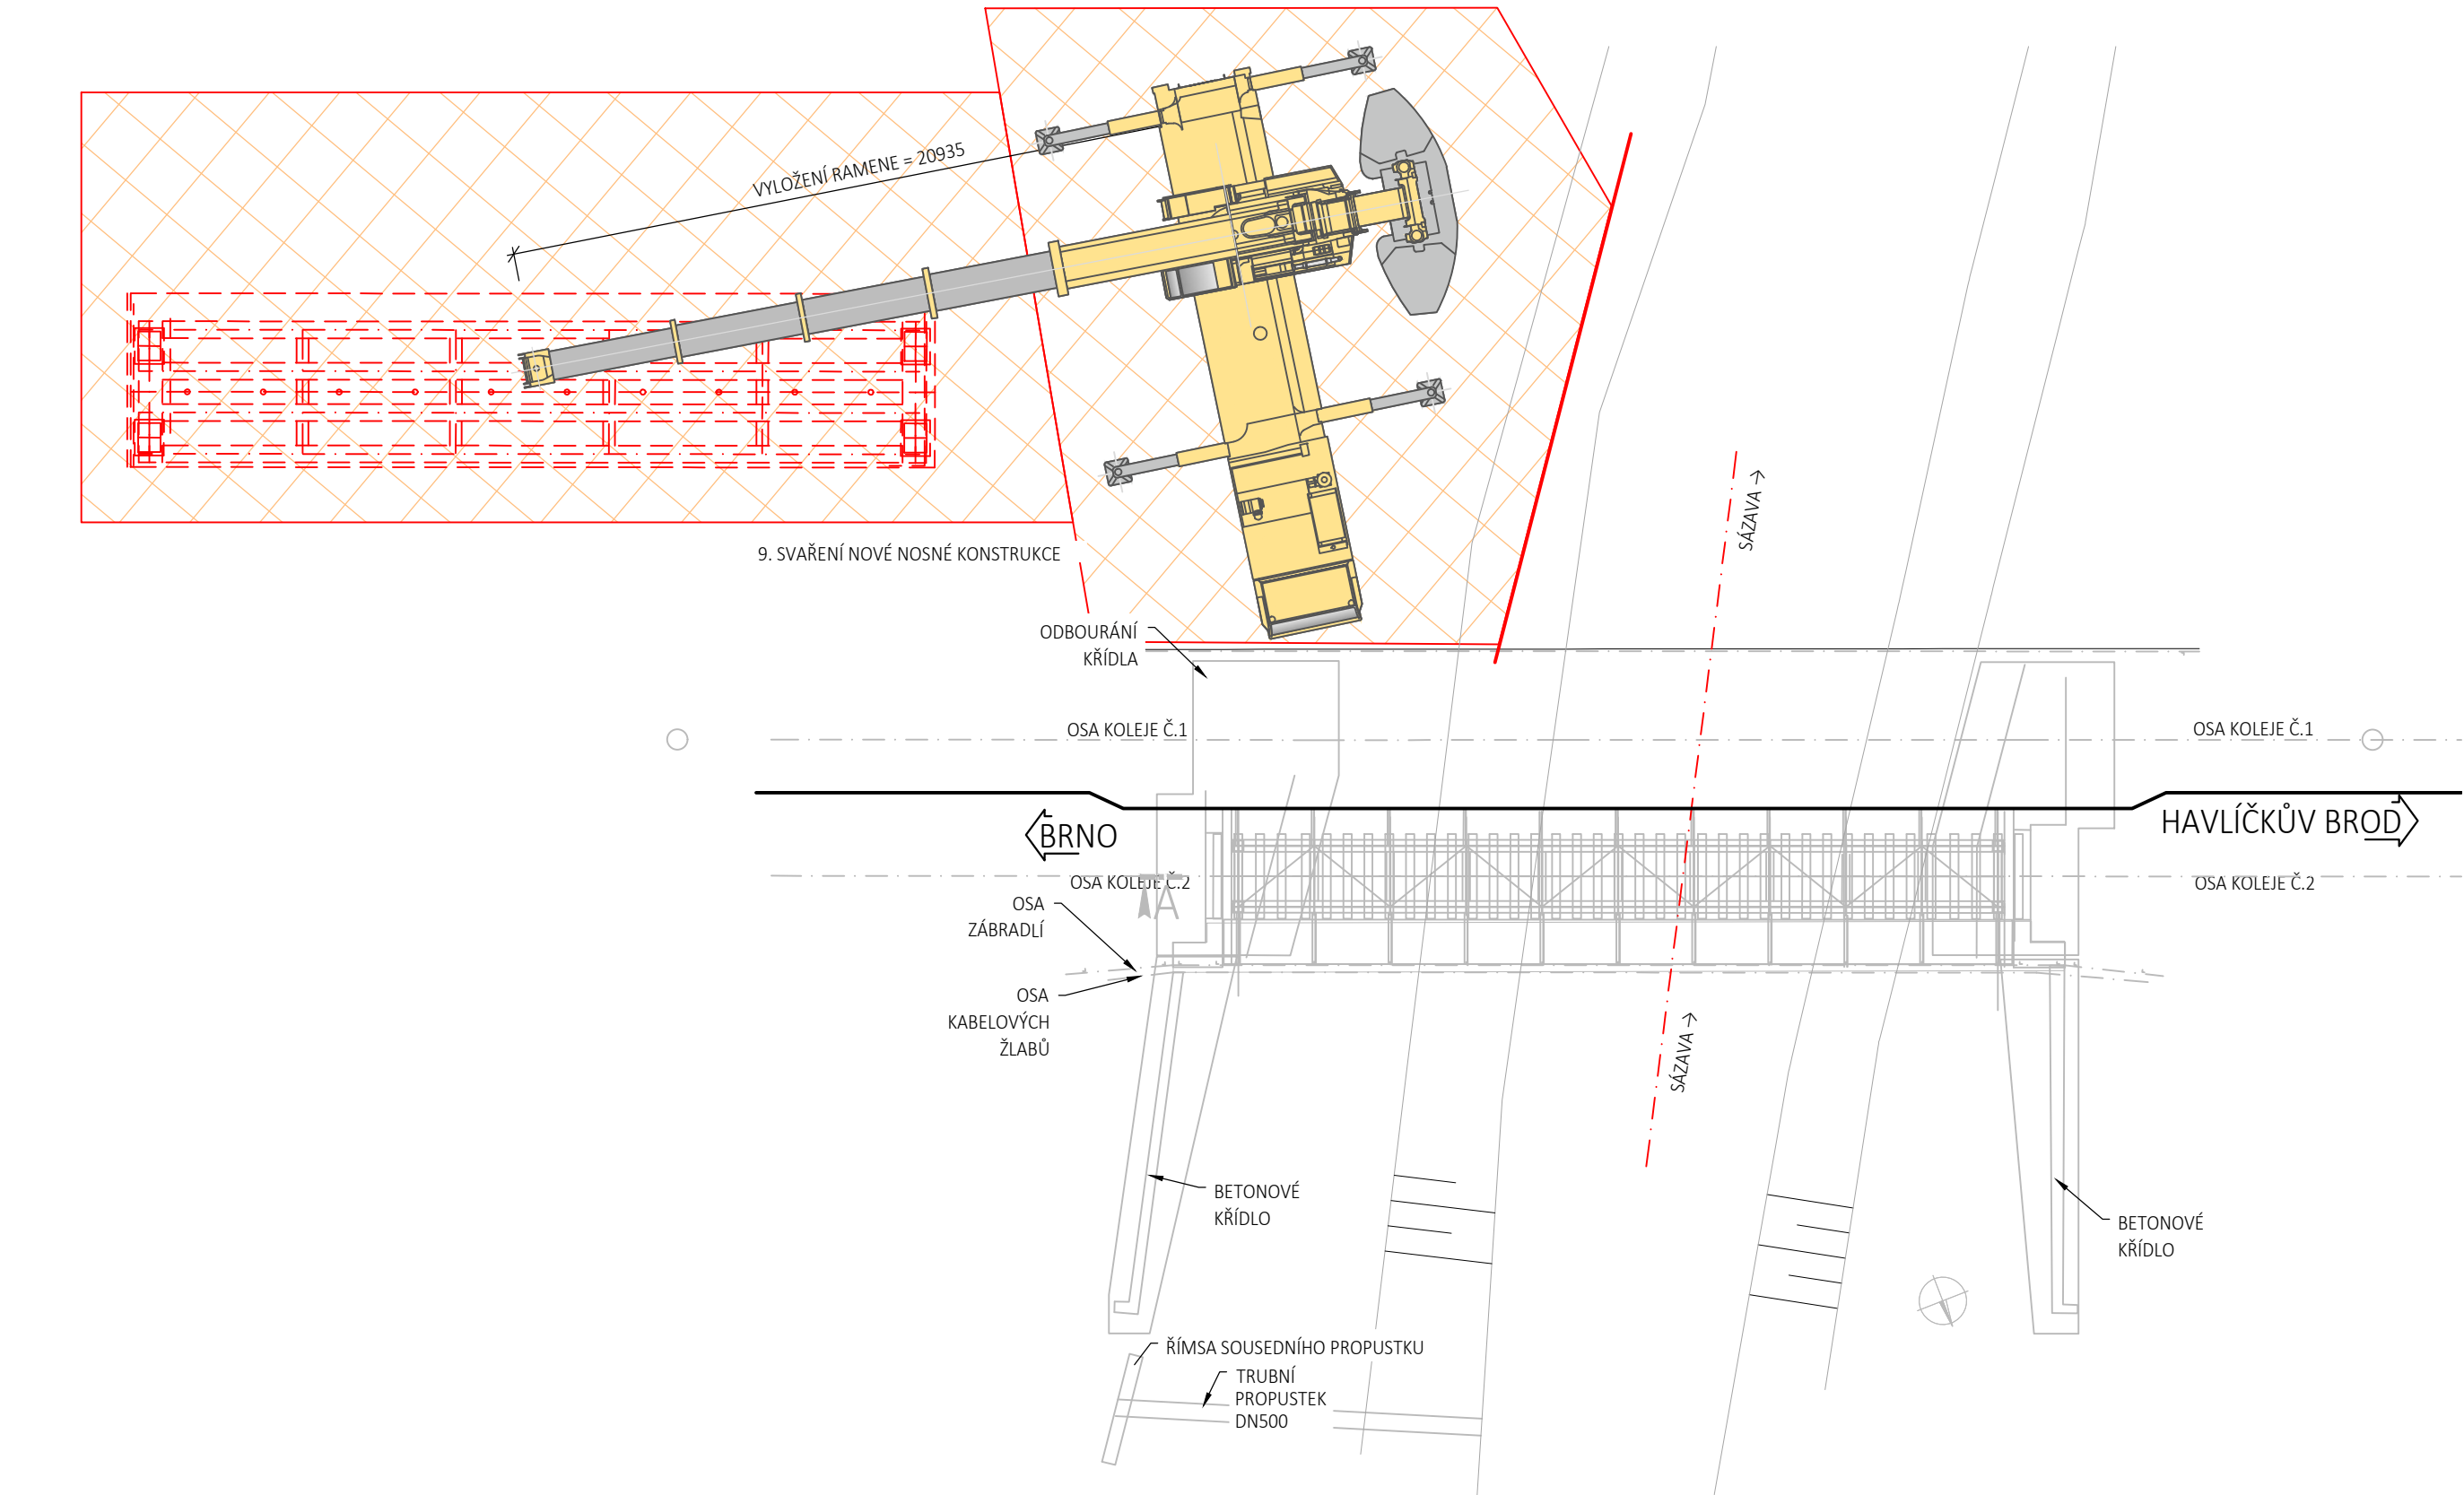 VYLOŽENÍ RAMENE = 20935
SÁZAVA →
9. SVAŘENÍ NOVÉ NOSNÉ KONSTRUKCE
ODBOURÁNÍ
KŘÍDLA
OSA KOLEJE Č.1
OSA KOLEJE Č.1
BRNO
HAVLÍČKŮV BROD
OSA KOLEJE Č.2
OSA KOLEJE Č.2
A
OSA
ZÁBRADLÍ
OSA
KABELOVÝCH
ŽLABŮ
SÁZAVA →
BETONOVÉ
KŘÍDLO
BETONOVÉ
KŘÍDLO
ŘÍMSA SOUSEDNÍHO PROPUSTKU
TRUBNÍ
PROPUSTEK
DN500